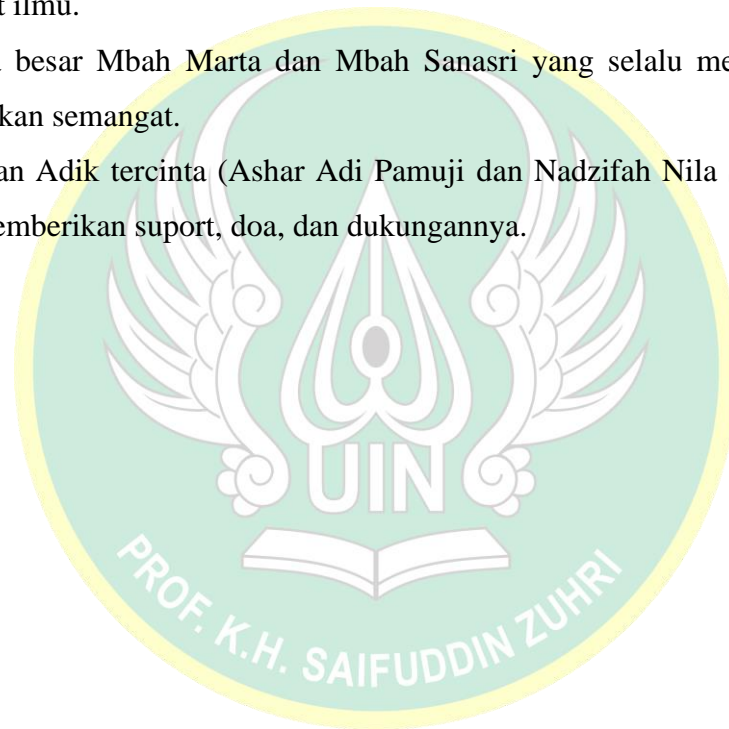 t ilmu.
besar Mbah Marta dan Mbah Sanasri yang selalu me
kan semangat.
an Adik tercinta (Ashar Adi Pamuji dan Nadzifah Nila
emberikan suport, doa, dan dukungannya.
UIN
PROF. K.H. SAIFUDDIN ZUHRI